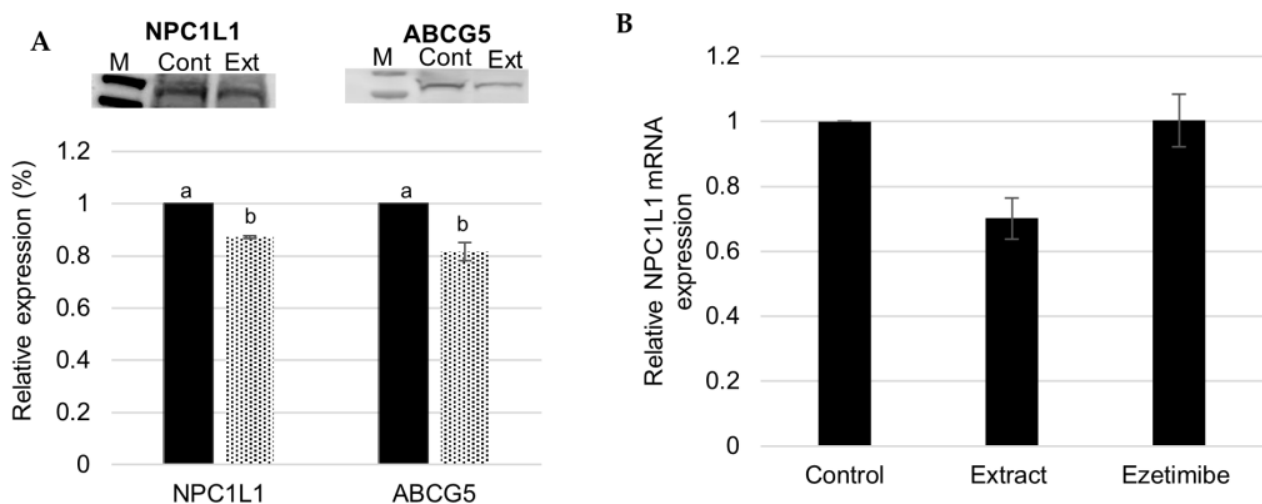 A
NPC1L1
ABCG5
M Cont Ext
M Cont Ext
Relative expression (%)
1.2
1
0.8
0.6
0.4
0.2
0
a
b
a
b
NPC1L1
ABCG5
B
Relative NPC1L1 mRNA
expression
1.2
1
0.8
0.6
0.4
0.2
0
Control
Extract
Ezetimibe